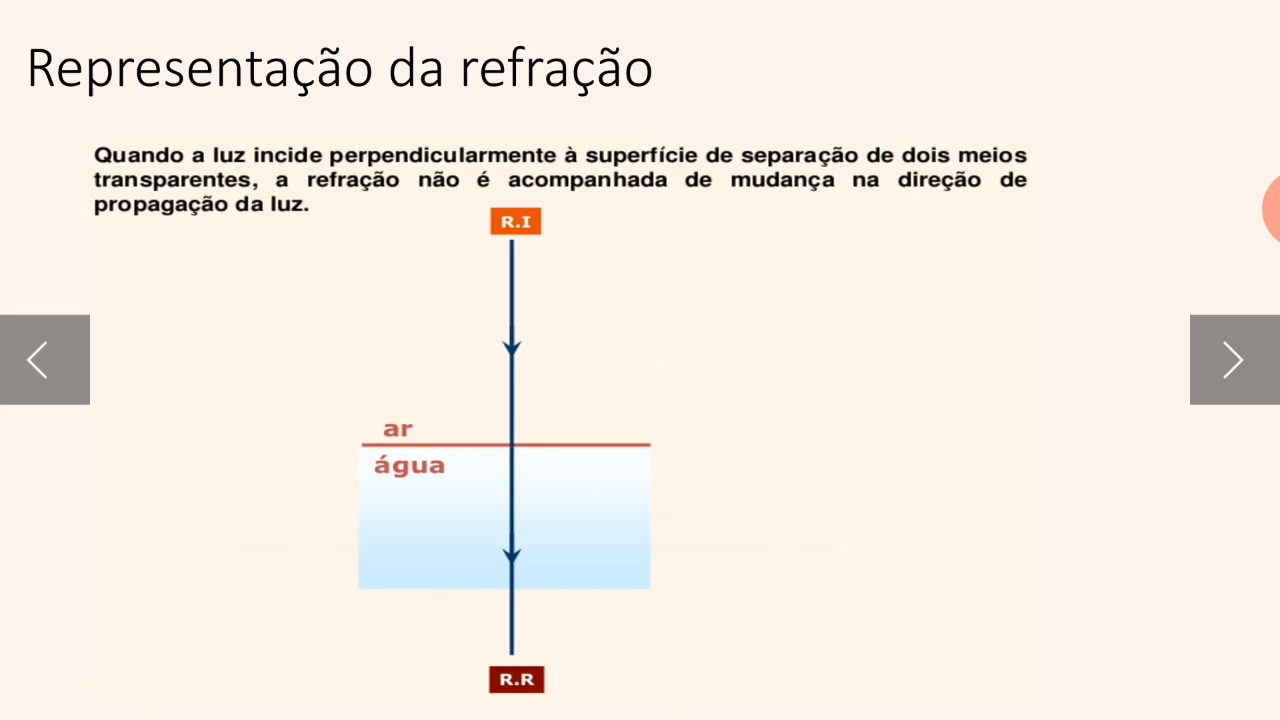 Representação da refração
Quando a luz incide perpendicularmente à superfície de separação de dois meios
transparentes, a refração não é acompanhada de mudança na direção de
propagação da luz.
R.I
ar
água
R.R